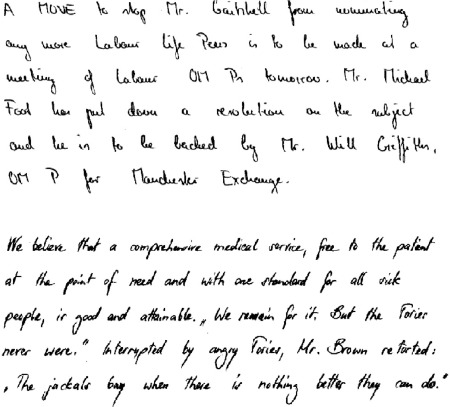 A MOVE to stop Mr. Gaitskell from nominating
any more Labour Life Peers is to be made at a
meeting of Labour OM Ps tomorrow. Mr. Michael
Foot has put down a resolution on the subject
and he is to be backed by Mr. Will Griffiths,
OM P for Manchester Exchange.
We believe that a comprehensive medical service, free to the patient
at the point of need and with one standard for all sick
people, is good and attainable. „We remain for it. But the Tories
never were." Interrupted by angry Tories, Mr. Brown retorted:
„The jackals bay when there is nothing better they can do."